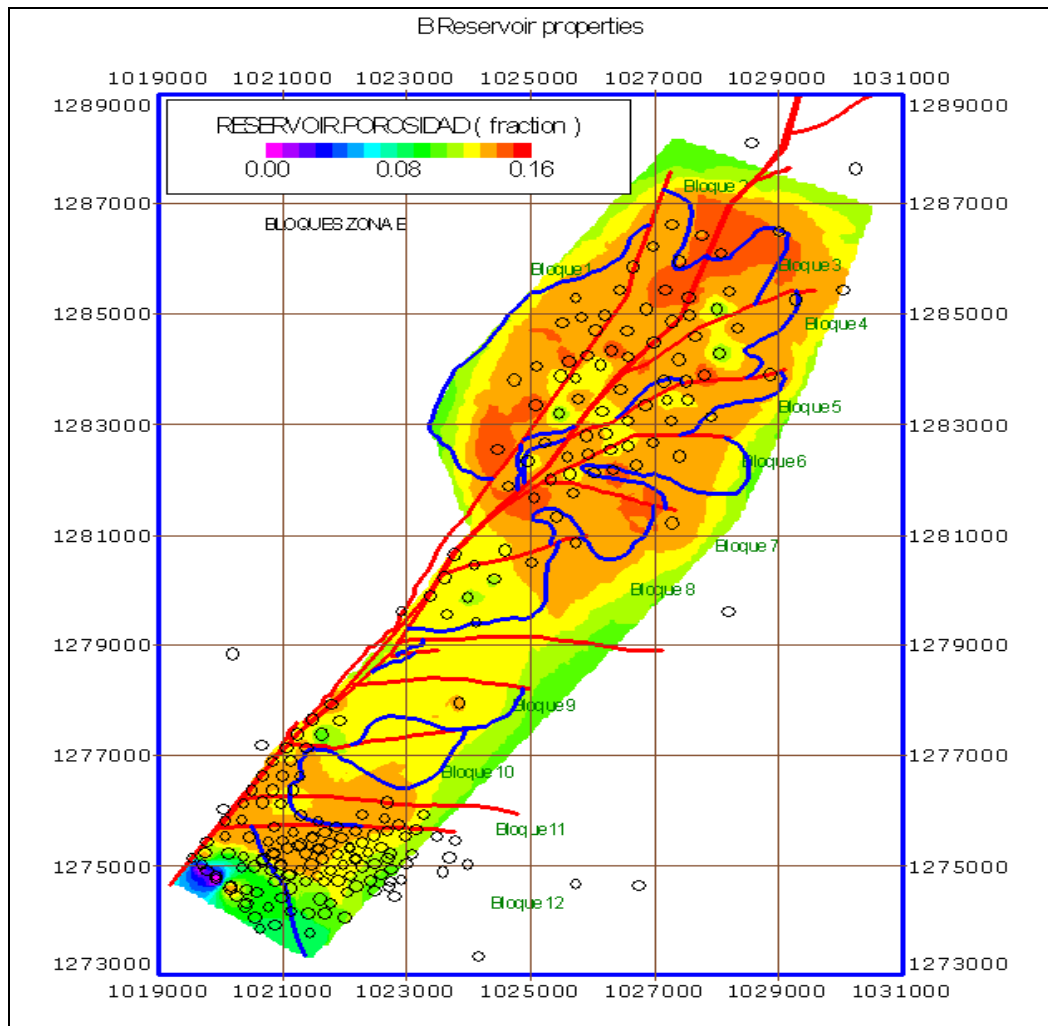 B Reservoir properties
1019000 1021000 1023000 1025000 1027000 1029000 1031000
1289000 1289000
RESERVOIR.POROSIDAD ( fraction )
0.00 0.08 0.16
1287000 1287000
Bloque 2
BLOQUES ZONA B
Bloque 1
Bloque 3
1285000 1285000
Bloque 4
1283000 1283000
Bloque 5
Bloque 6
1281000 1281000
Bloque 7
Bloque 8
1279000 1279000
Bloque 9
1277000 1277000
Bloque 10
Bloque 11
1275000 1275000
Bloque 12
1273000 1273000
1019000 1021000 1023000 1025000 1027000 1029000 1031000